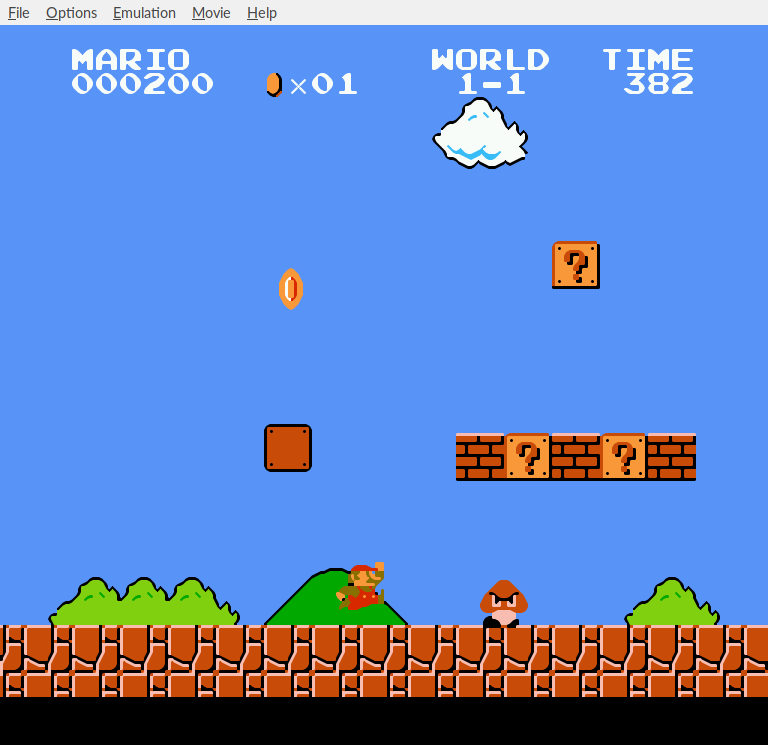 File Options Emulation Movie Help
MARIO WORLD TIME
000200 ×01 1-1 382
?
? ?